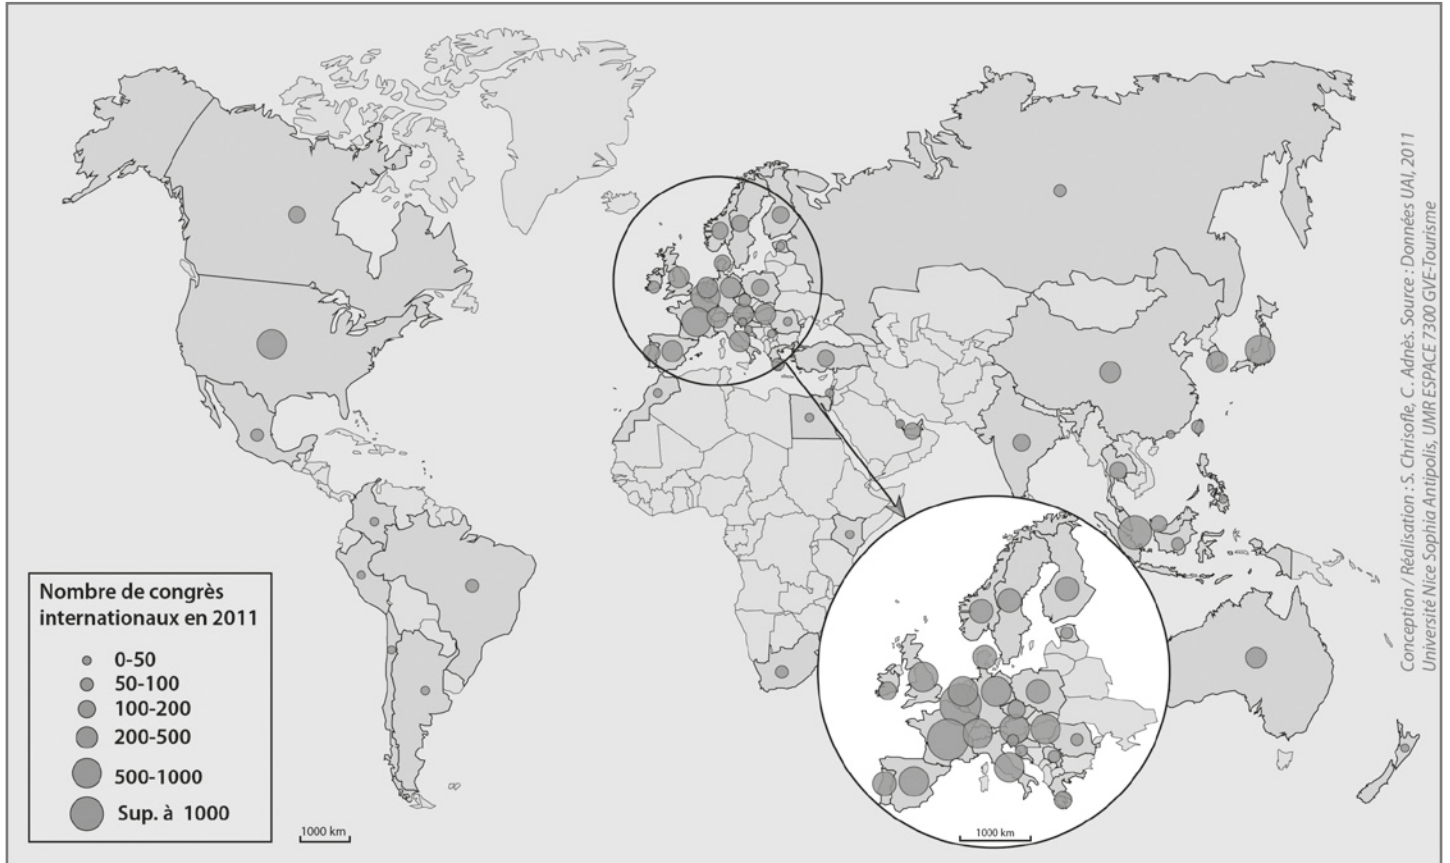 Nombre de congrès
internationaux en 2011
0-50
50-100
100-200
200-500
500-1000
Sup. à 1000
1000 km
1000 km
Conception / Réalisation : S. Chrisofle, C. Adnès. Source : Données UAI, 2011
Université Nice Sophia Antipolis, UMR ESPACE 7300 GVE-Tourisme